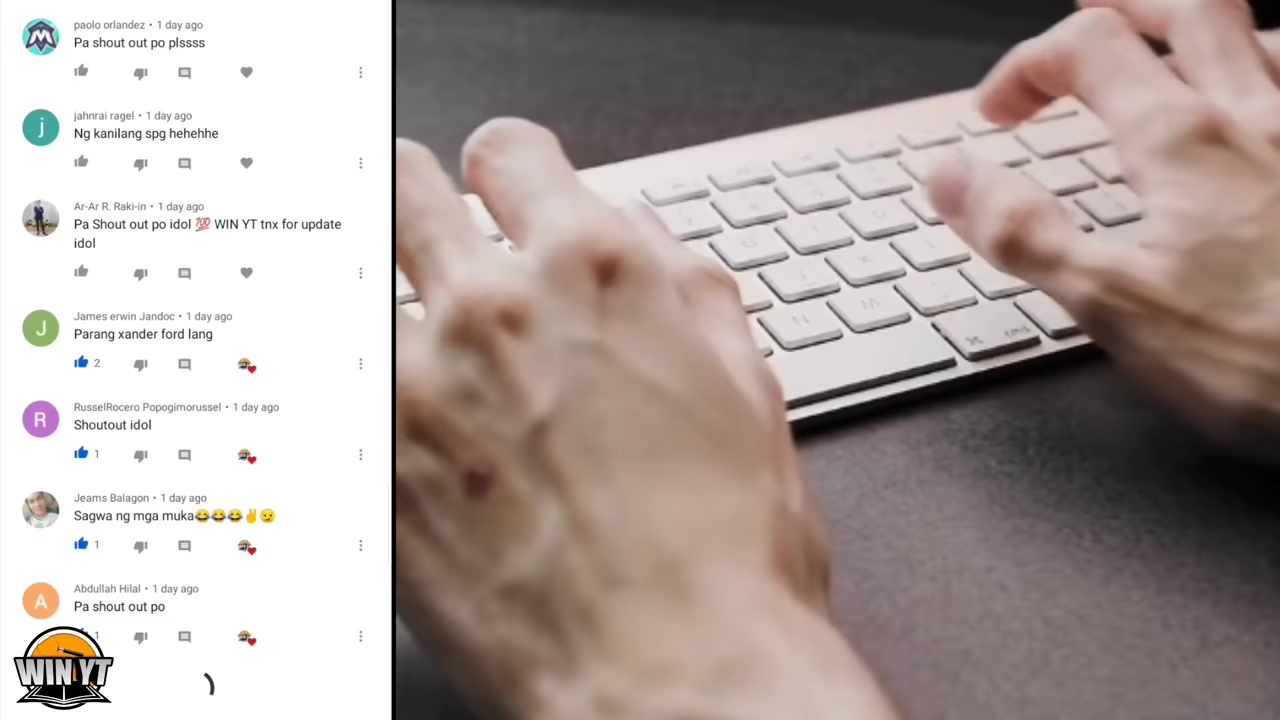 paolo orlandez • 1 day ago
Pa shout out po plssss
jahnrai ragel • 1 day ago
Ng kanilang spg hehehhe
Ar-Ar R. Raki-in • 1 day ago
Pa Shout out po idol 💯 WIN YT tnx for update
idol
James erwin Jandoc • 1 day ago
Parang xander ford lang
2
RusselRocero Popogimorussel • 1 day ago
Shoutout idol
1
Jeams Balagon • 1 day ago
Sagwa ng mga muka😂😂😂✌️😏
1
Abdullah Hilal • 1 day ago
Pa shout out po
1
WIN YT
N M
K
cmd